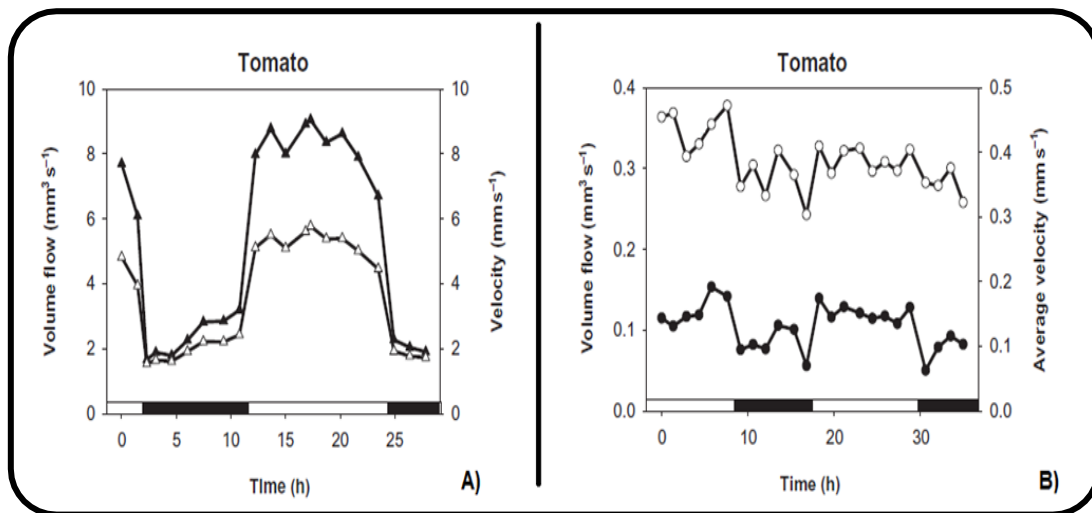 Tomato
10
8
6
4
2
0
Volume flow (mm³ s⁻¹)
10
8
6
4
2
0
Velocity (mm s⁻¹)
0 5 10 15 20 25
TIme (h)
A)
Tomato
0.4
0.3
0.2
0.1
0.0
Volume flow (mm³ s⁻¹)
0.5
0.4
0.3
0.2
0.1
0.0
Average velocity (mm s⁻¹)
0 10 20 30
Time (h)
B)